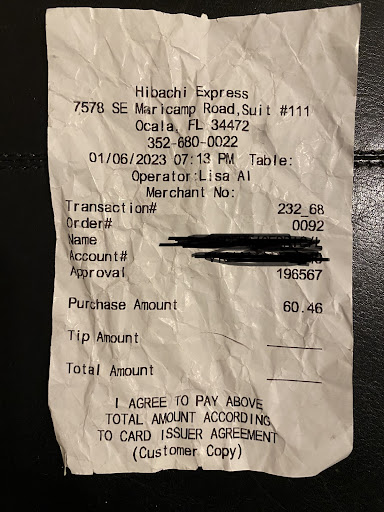 Hibachi Express
7578 SE Maricamp Road,Suit #111
Ocala, FL 34472
352-680-0022
01/06/2023 07:13 PM Table:
Operator:Lisa Al
Merchant No:
Transaction# 232_68
Order# 0092
Name
Account#
Approval 196567
Purchase Amount 60.46
Tip Amount
Total Amount
I AGREE TO PAY ABOVE
TOTAL AMOUNT ACCORDING
TO CARD ISSUER AGREEMENT
(Customer Copy)